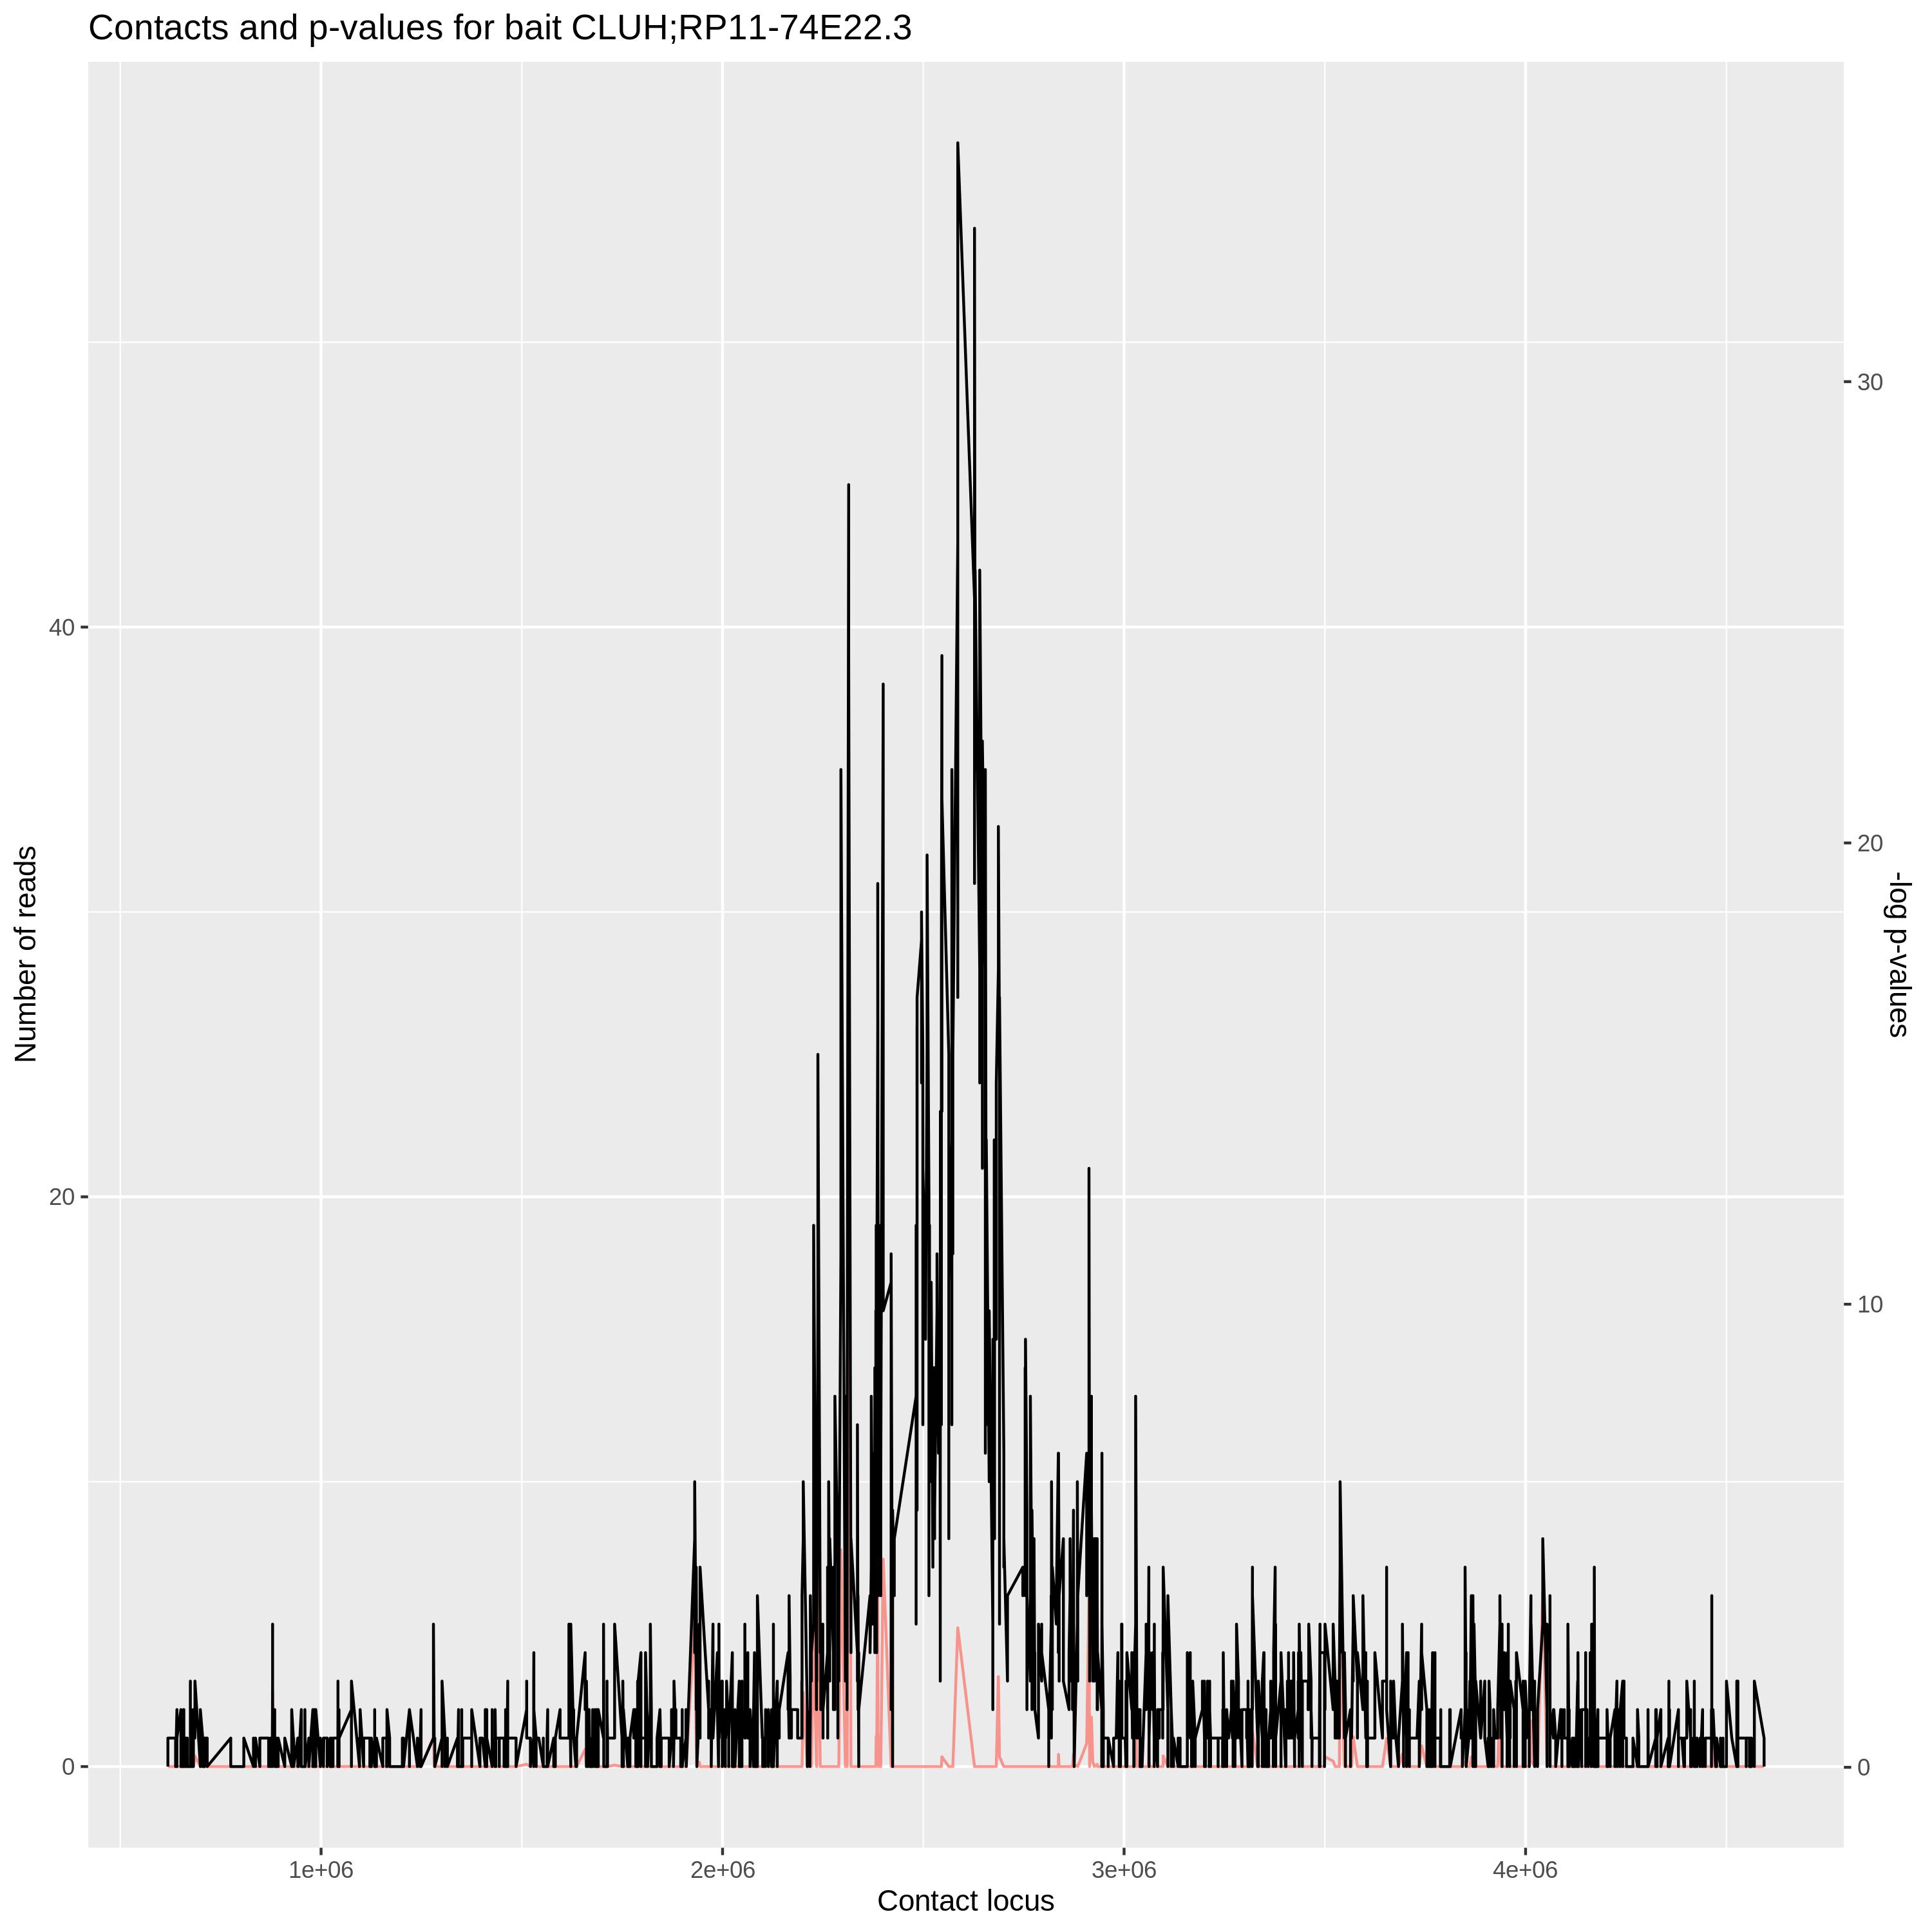 Contacts and p-values for bait CLUH;RP11-74E22.3
Number of reads
40
20
0
30
20
10
0
-log p-values
1e+06
2e+06
3e+06
4e+06
Contact locus